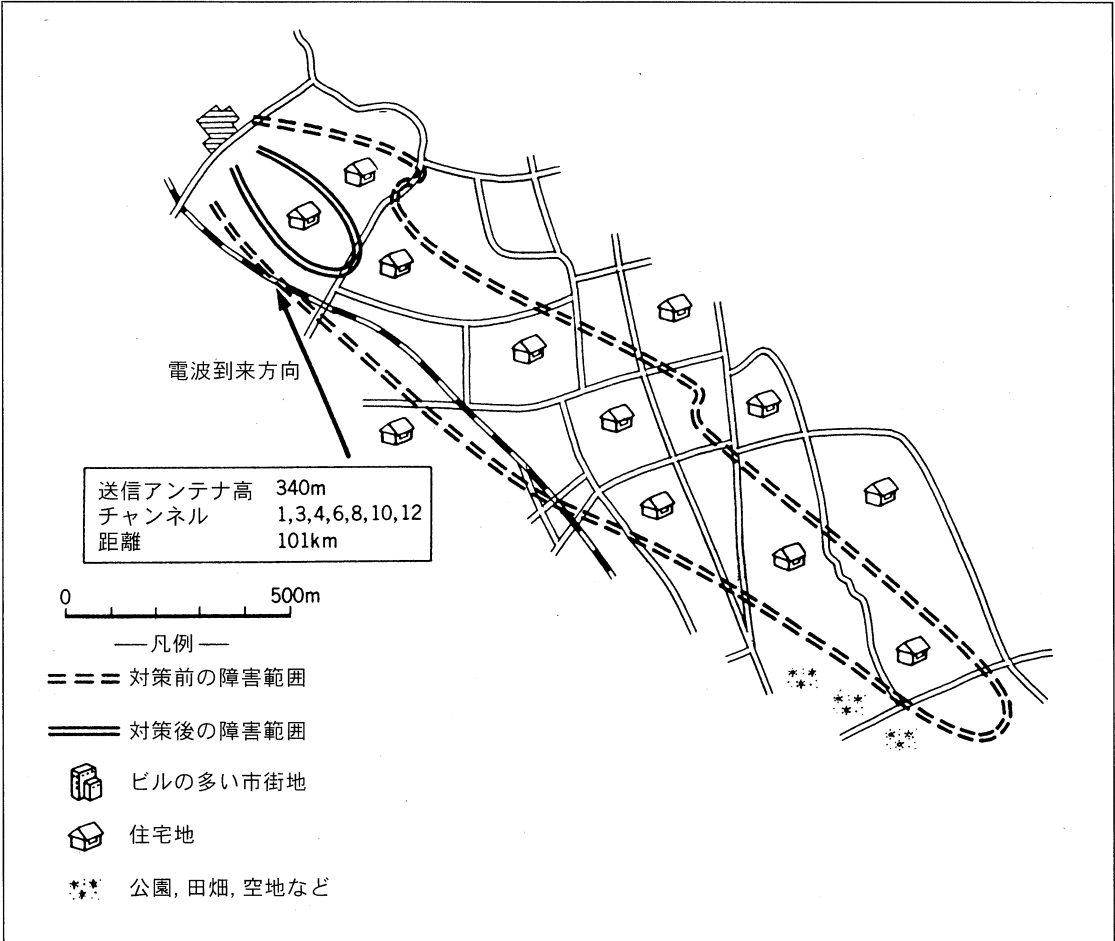 電波到来方向
送信アンテナ高 340m
チャンネル 1,3,4,6,8,10,12
距離 101km
0 500m
—凡例—
対策前の障害範囲
対策後の障害範囲
ビルの多い市街地
住宅地
公園, 田畑, 空地など